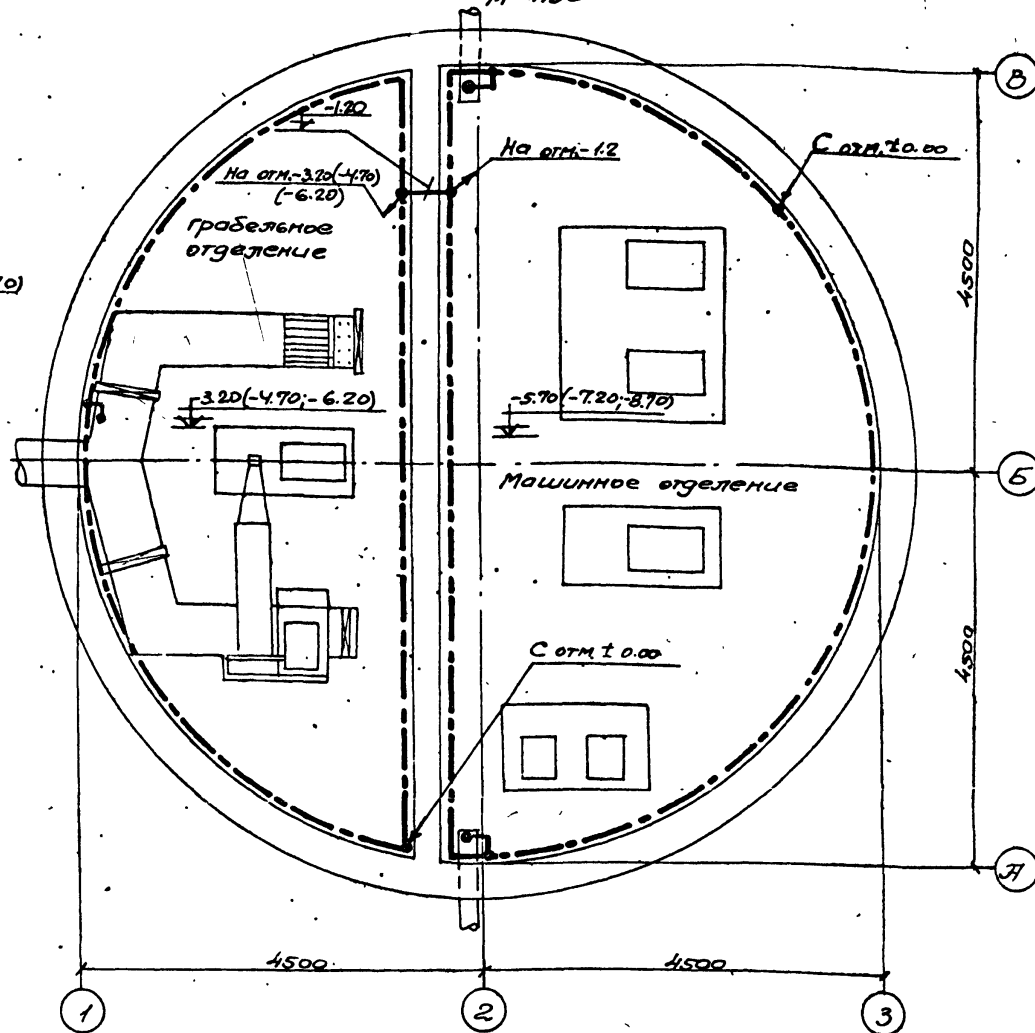 В
-1.20
На отм.-1.2
С отм.±0.00
На отм.-3.20(-4.70)
(-6.20)
грабельное
отделение
4500
-3.20(-4.70;-6.20)
-5.70(-7.20;-8.70)
Машинное отделение
Б
С отм ±0.00
4500
А
4500
4500
1
2
3